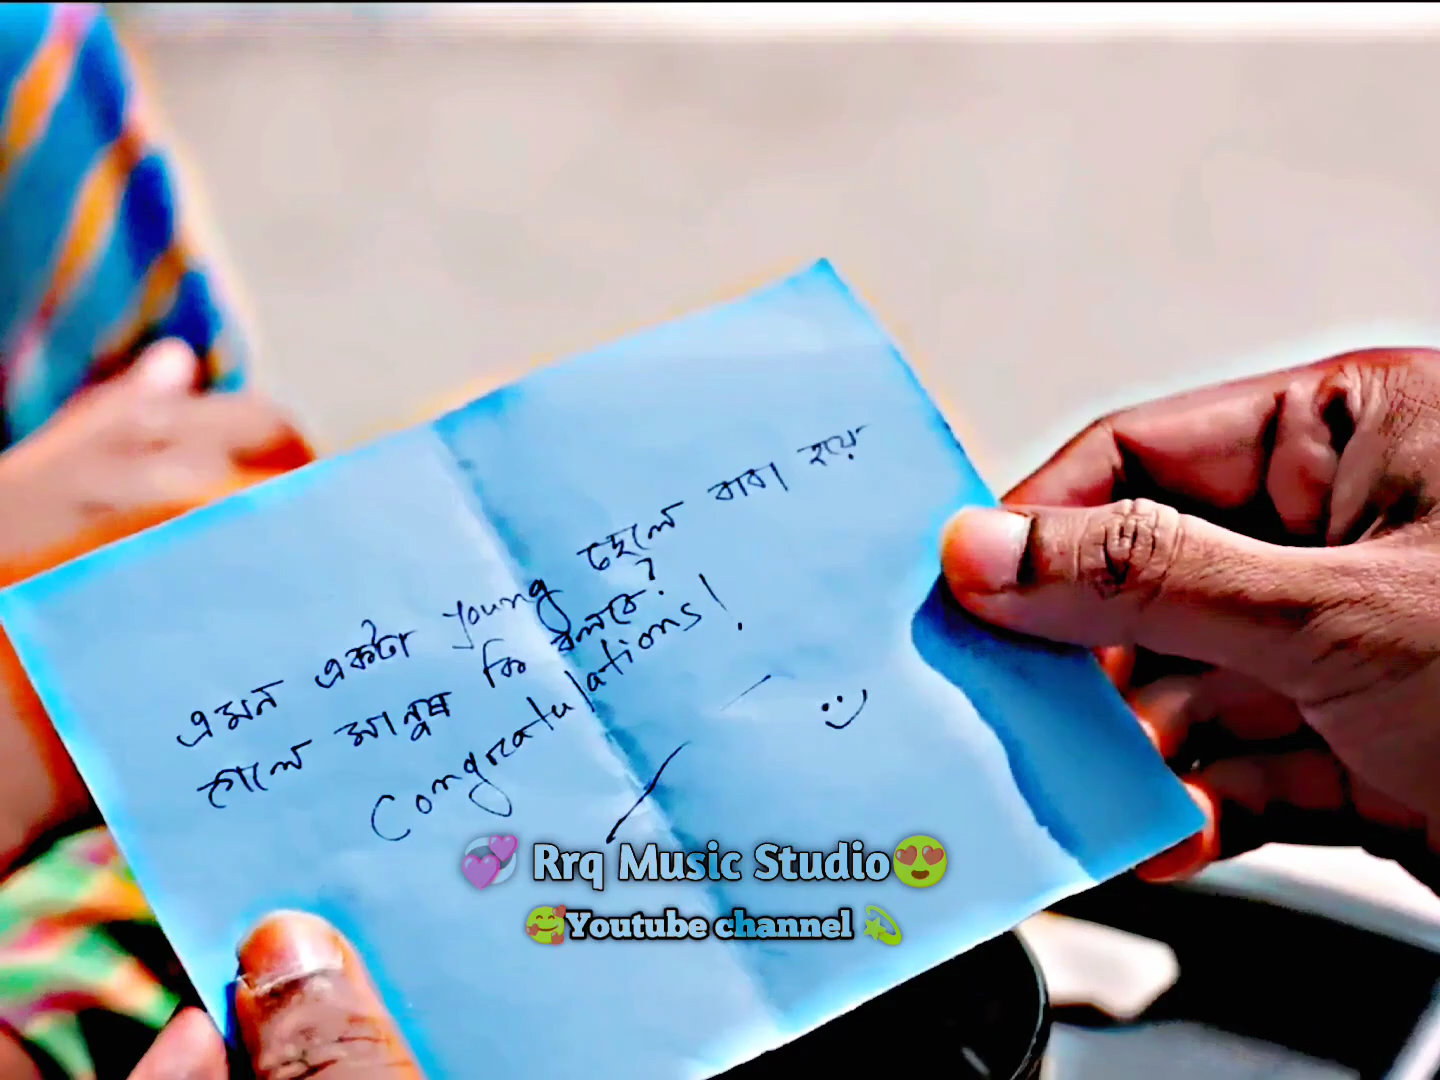 এমন একটা young ছেলে বাবা হয়ে
গেলে মানুষ কি বলবে?
Congratulations!
💞 Rrq Music Studio😍
🥰Youtube channel 💫